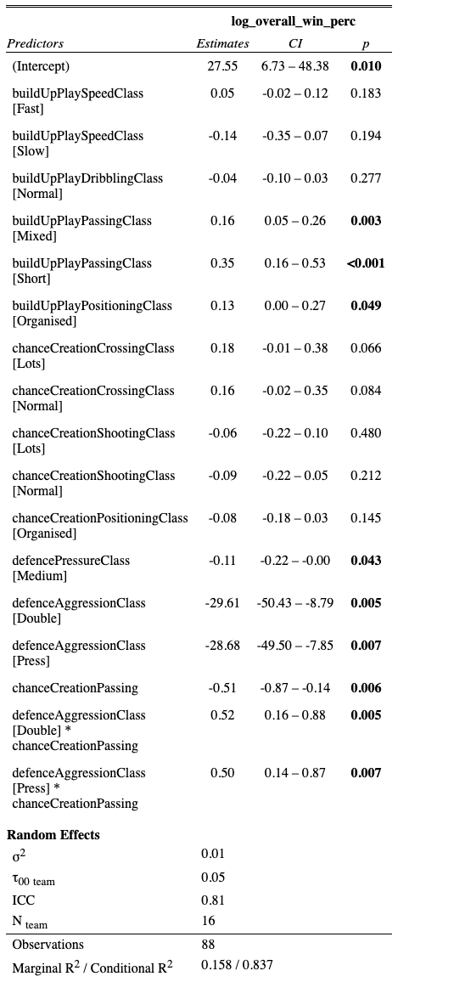 log_overall_win_perc
Predictors Estimates CI p
(Intercept) 27.55 6.73 – 48.38 0.010
buildUpPlaySpeedClass 0.05 -0.02 – 0.12 0.183
[Fast]
buildUpPlaySpeedClass -0.14 -0.35 – 0.07 0.194
[Slow]
buildUpPlayDribblingClass -0.04 -0.10 – 0.03 0.277
[Normal]
buildUpPlayPassingClass 0.16 0.05 – 0.26 0.003
[Mixed]
buildUpPlayPassingClass 0.35 0.16 – 0.53 <0.001
[Short]
buildUpPlayPositioningClass 0.13 0.00 – 0.27 0.049
[Organised]
chanceCreationCrossingClass 0.18 -0.01 – 0.38 0.066
[Lots]
chanceCreationCrossingClass 0.16 -0.02 – 0.35 0.084
[Normal]
chanceCreationShootingClass -0.06 -0.22 – 0.10 0.480
[Lots]
chanceCreationShootingClass -0.09 -0.22 – 0.05 0.212
[Normal]
chanceCreationPositioningClass -0.08 -0.18 – 0.03 0.145
[Organised]
defencePressureClass -0.11 -0.22 – -0.00 0.043
[Medium]
defenceAggressionClass -29.61 -50.43 – -8.79 0.005
[Double]
defenceAggressionClass -28.68 -49.50 – -7.85 0.007
[Press]
chanceCreationPassing -0.51 -0.87 – -0.14 0.006
defenceAggressionClass 0.52 0.16 – 0.88 0.005
[Double] *
chanceCreationPassing
defenceAggressionClass 0.50 0.14 – 0.87 0.007
[Press] *
chanceCreationPassing
Random Effects
σ2 0.01
τ00 team 0.05
ICC 0.81
N team 16
Observations 88
Marginal R2 / Conditional R2 0.158 / 0.837